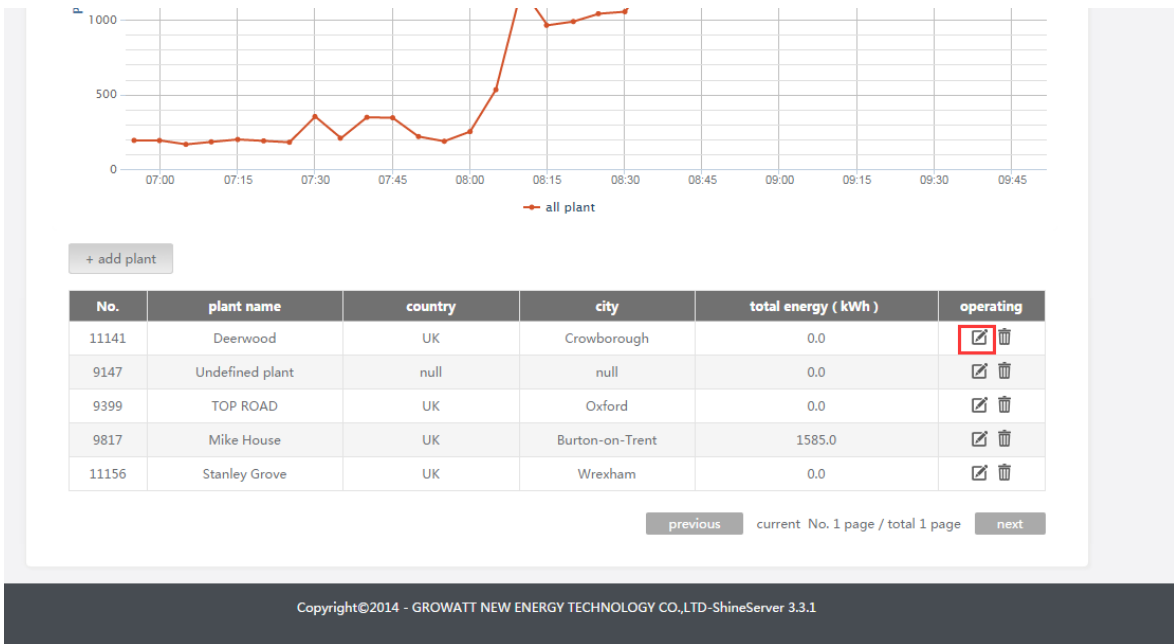 1000
500
0
07:00 07:15 07:30 07:45 08:00 08:15 08:30 08:45 09:00 09:15 09:30 09:45
all plant
+ add plant
No. plant name country city total energy ( kWh ) operating
11141 Deerwood UK Crowborough 0.0
9147 Undefined plant null null 0.0
9399 TOP ROAD UK Oxford 0.0
9817 Mike House UK Burton-on-Trent 1585.0
11156 Stanley Grove UK Wrexham 0.0
previous current No. 1 page / total 1 page next
Copyright©2014 - GROWATT NEW ENERGY TECHNOLOGY CO.,LTD-ShineServer 3.3.1